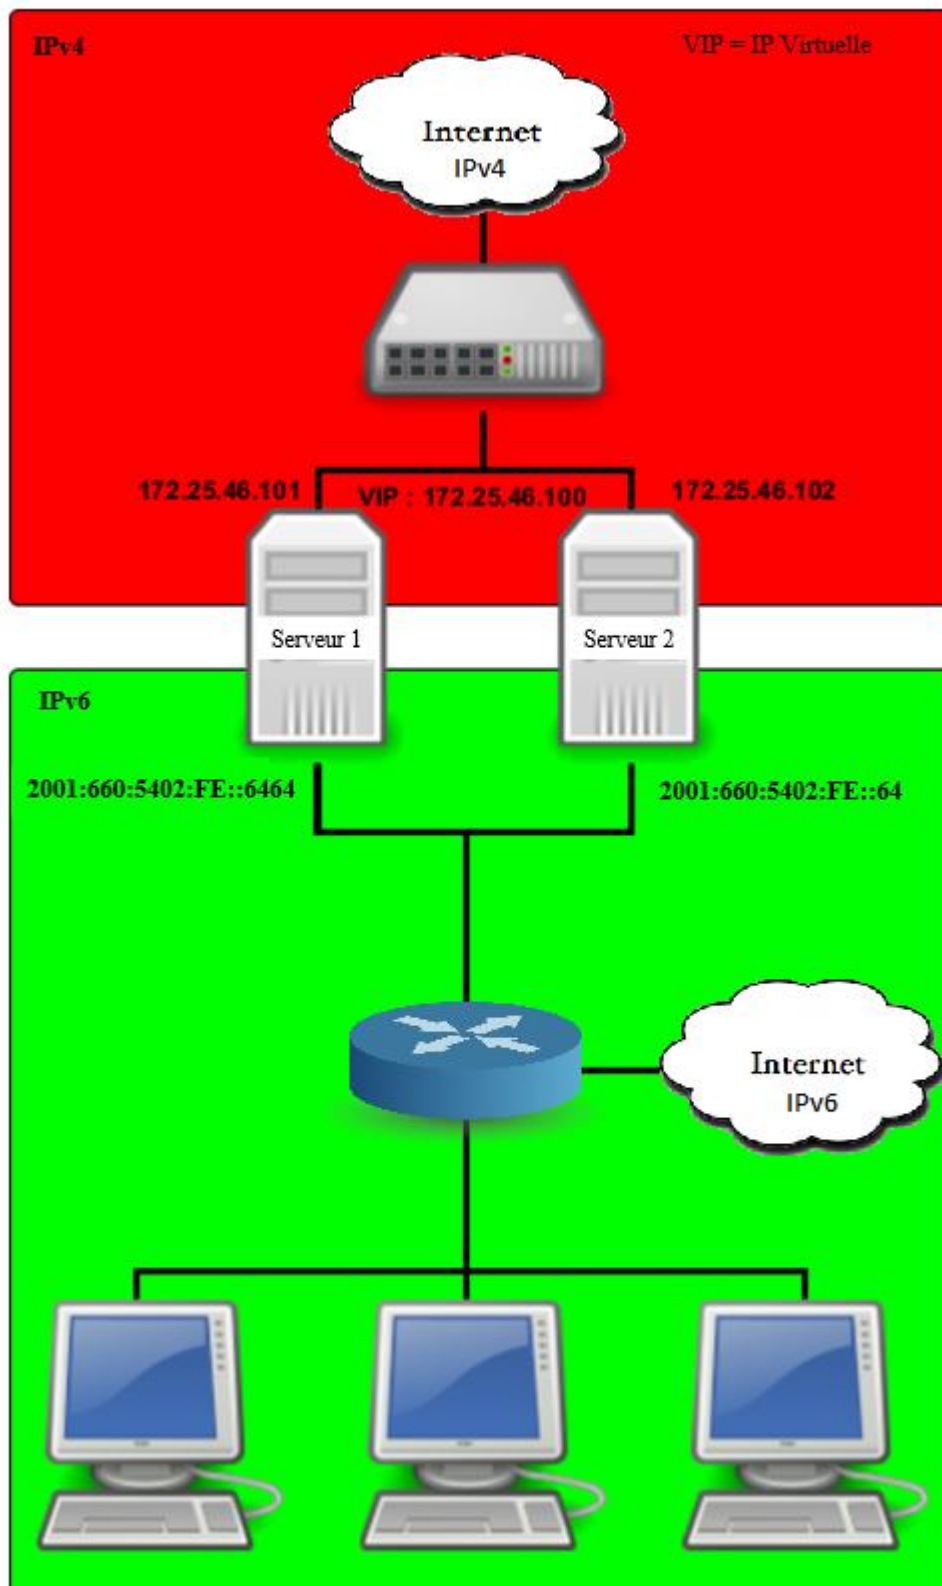 IPv4
VIP = IP Virtuelle
Internet
IPv4
172.25.46.101
VIP : 172.25.46.100
172.25.46.102
Serveur 1
Serveur 2
IPv6
2001:660:5402:FE::6464
2001:660:5402:FE::64
Internet
IPv6